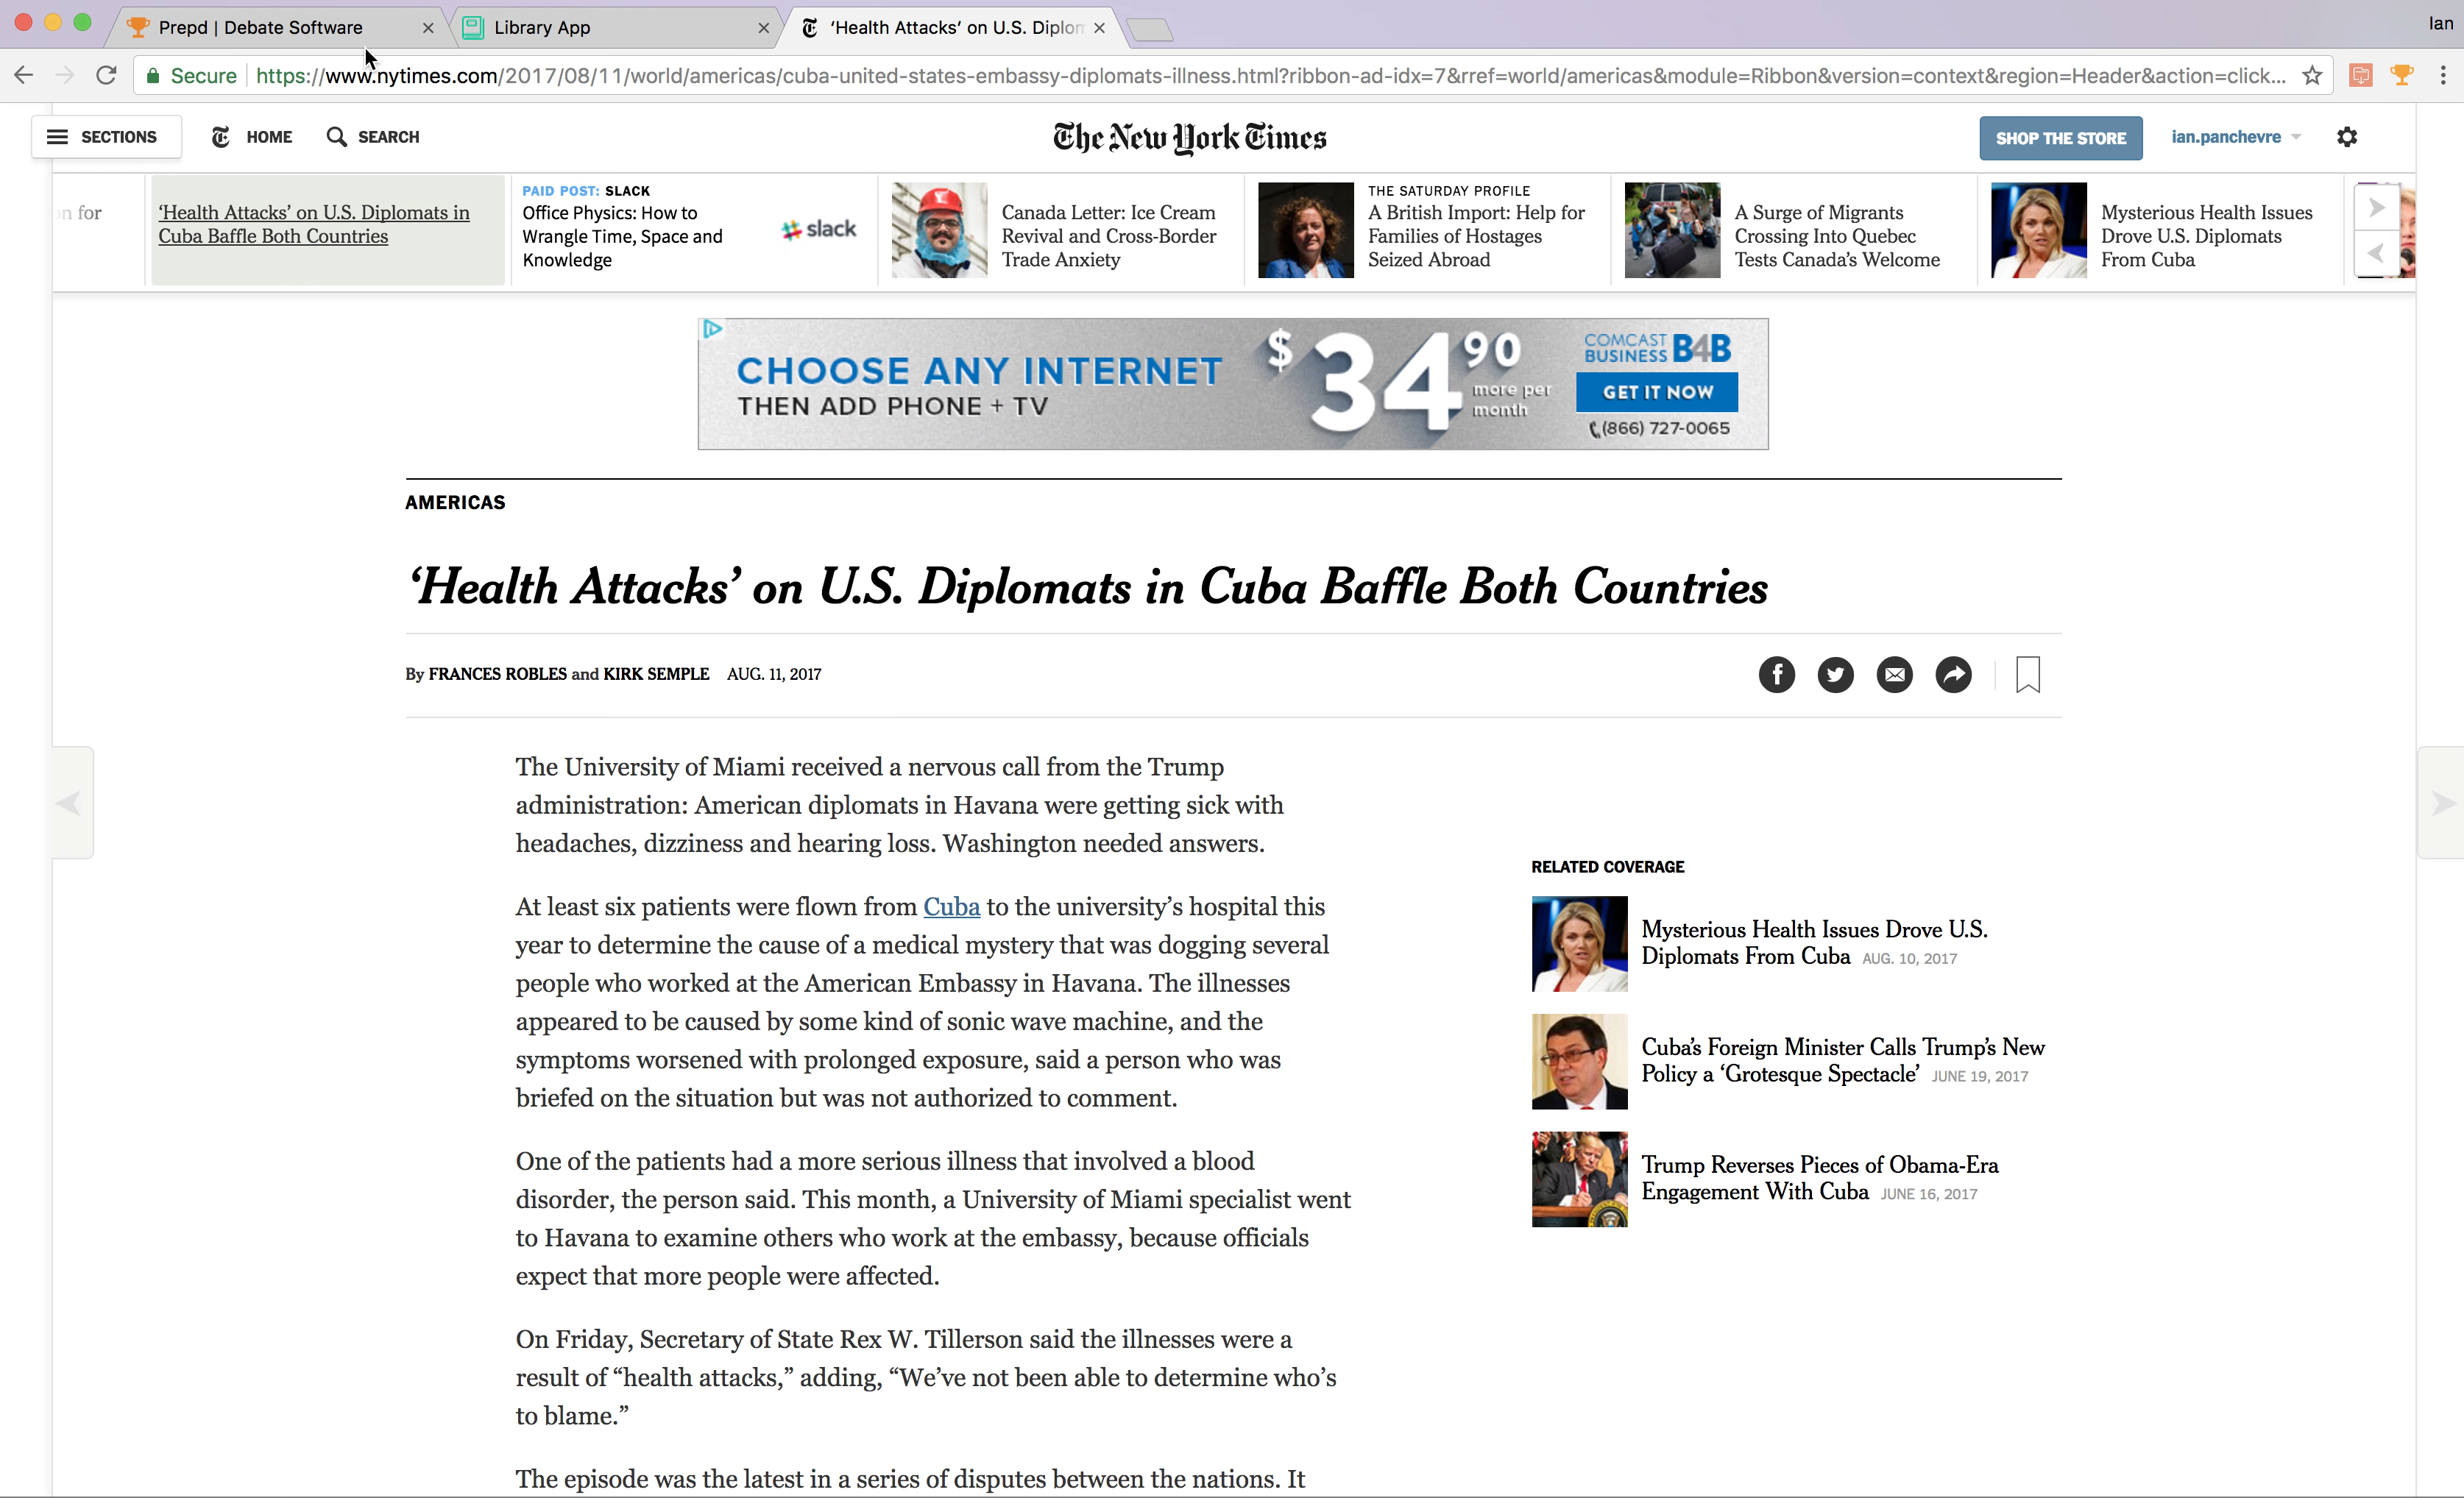 Prepd | Debate Software
Library App
‘Health Attacks’ on U.S. Diplom
Ian
Secure
https://www.nytimes.com/2017/08/11/world/americas/cuba-united-states-embassy-diplomats-illness.html?ribbon-ad-idx=7&rref=world/americas&module=Ribbon&version=context&region=Header&action=click...
SECTIONS
HOME
SEARCH
The New York Times
SHOP THE STORE
ian.panchevre
n for
‘Health Attacks’ on U.S. Diplomats in
Cuba Baffle Both Countries
PAID POST: SLACK
Office Physics: How to
Wrangle Time, Space and
Knowledge
slack
Canada Letter: Ice Cream
Revival and Cross-Border
Trade Anxiety
THE SATURDAY PROFILE
A British Import: Help for
Families of Hostages
Seized Abroad
A Surge of Migrants
Crossing Into Quebec
Tests Canada’s Welcome
Mysterious Health Issues
Drove U.S. Diplomats
From Cuba
CHOOSE ANY INTERNET
THEN ADD PHONE + TV
$34.90
more per
month
COMCAST
BUSINESS B4B
GET IT NOW
(866) 727-0065
AMERICAS
‘Health Attacks’ on U.S. Diplomats in Cuba Baffle Both Countries
By FRANCES ROBLES and KIRK SEMPLE AUG. 11, 2017
The University of Miami received a nervous call from the Trump
administration: American diplomats in Havana were getting sick with
headaches, dizziness and hearing loss. Washington needed answers.
At least six patients were flown from Cuba to the university’s hospital this
year to determine the cause of a medical mystery that was dogging several
people who worked at the American Embassy in Havana. The illnesses
appeared to be caused by some kind of sonic wave machine, and the
symptoms worsened with prolonged exposure, said a person who was
briefed on the situation but was not authorized to comment.
One of the patients had a more serious illness that involved a blood
disorder, the person said. This month, a University of Miami specialist went
to Havana to examine others who work at the embassy, because officials
expect that more people were affected.
On Friday, Secretary of State Rex W. Tillerson said the illnesses were a
result of “health attacks,” adding, “We’ve not been able to determine who’s
to blame.”
The episode was the latest in a series of disputes between the nations. It
RELATED COVERAGE
Mysterious Health Issues Drove U.S.
Diplomats From Cuba AUG. 10, 2017
Cuba’s Foreign Minister Calls Trump’s New
Policy a ‘Grotesque Spectacle’ JUNE 19, 2017
Trump Reverses Pieces of Obama-Era
Engagement With Cuba JUNE 16, 2017